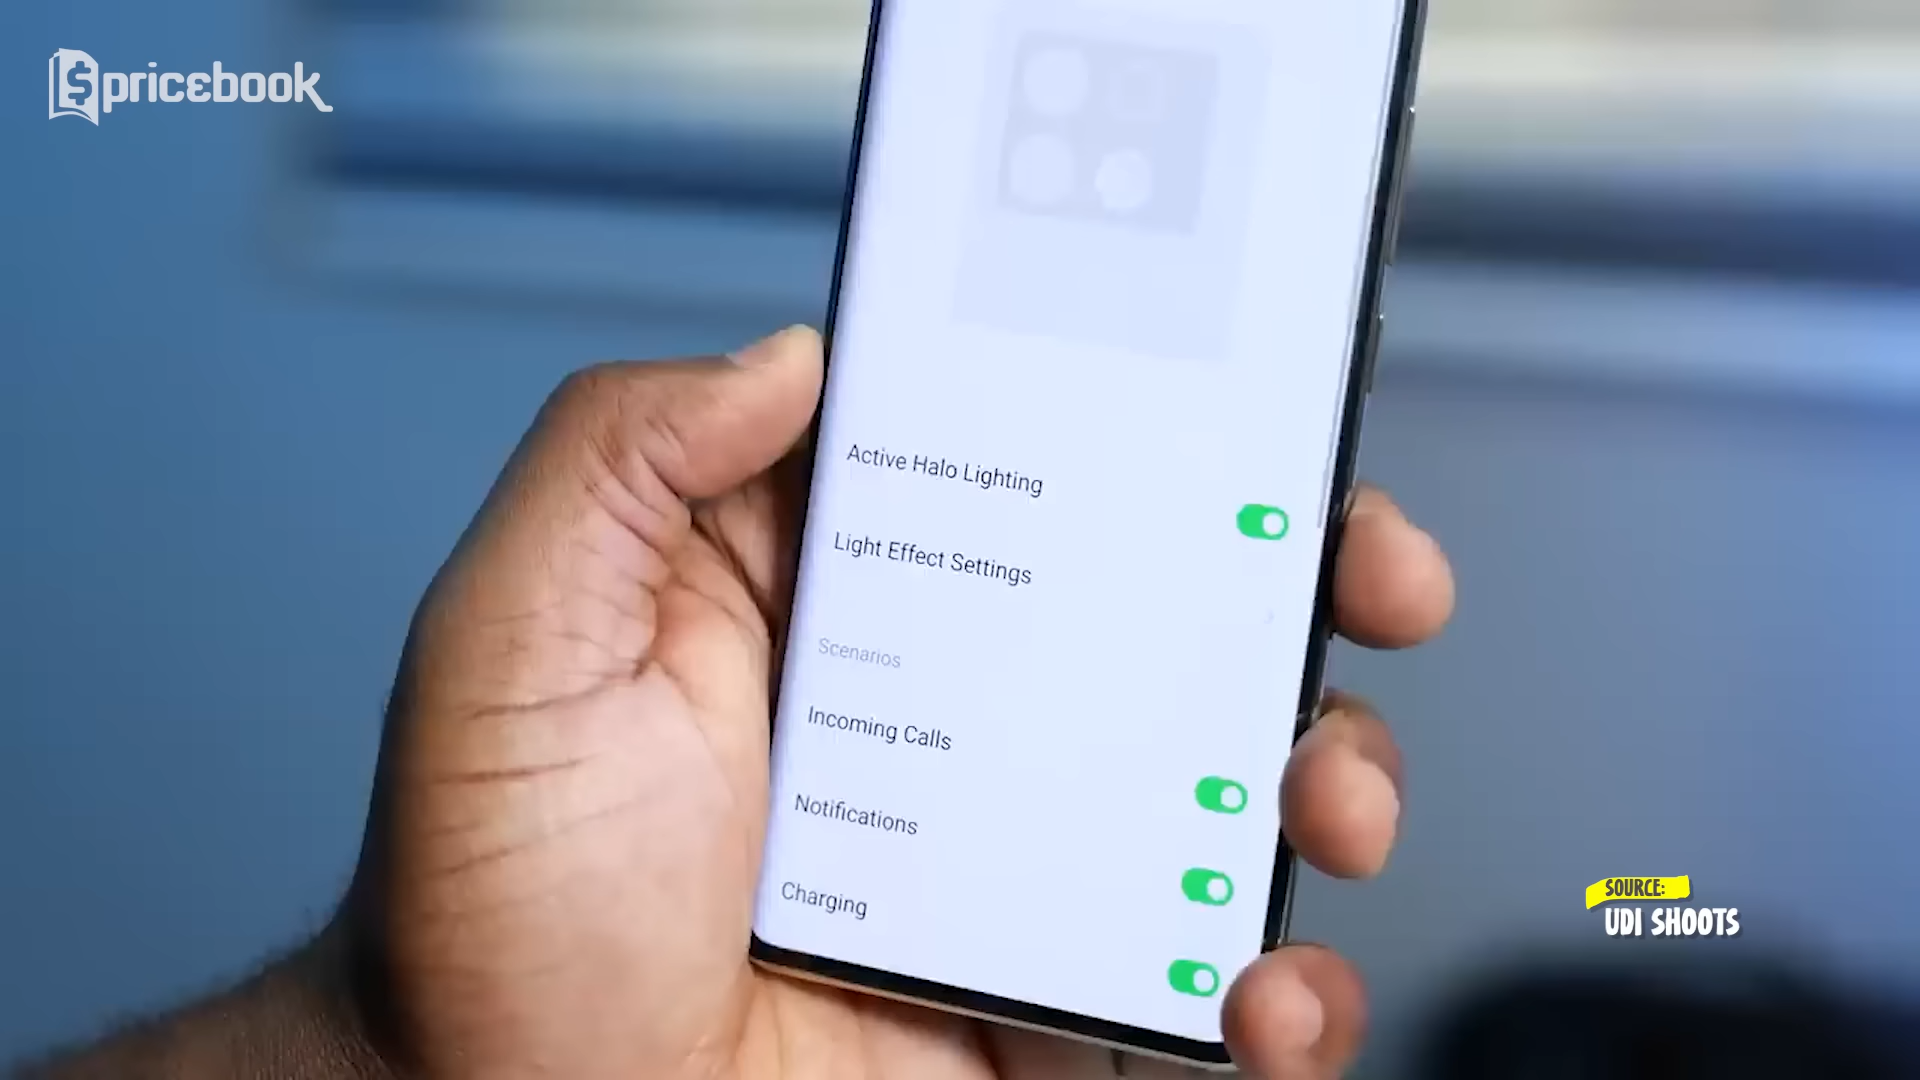 pricebook
Active Halo Lighting
Light Effect Settings
Scenarios
Incoming Calls
Notifications
Charging
SOURCE:
UDI SHOOTS